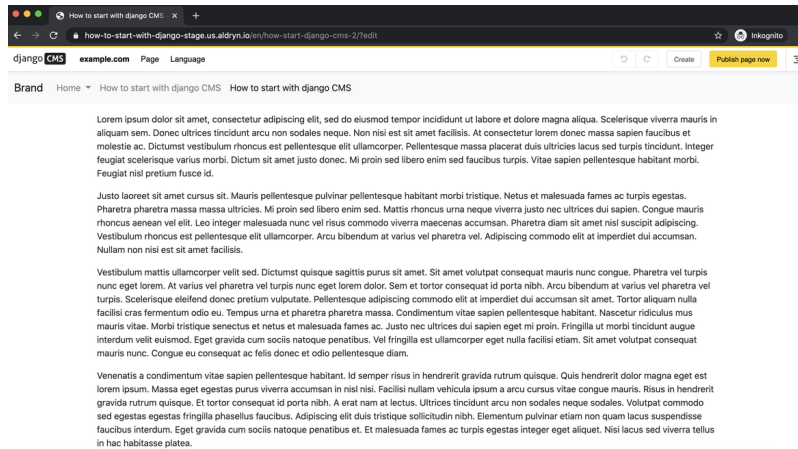 How to start with django CMS
how-to-start-with-django-stage.us.aldryn.io/en/how-start-django-cms-2/?edit
Inkognito
django CMS example.com Page Language
Create Publish page now
Brand Home How to start with django CMS How to start with django CMS
Lorem ipsum dolor sit amet, consectetur adipiscing elit, sed do eiusmod tempor incididunt ut labore et dolore magna aliqua. Scelerisque viverra mauris in
aliquam sem. Donec ultrices tincidunt arcu non sodales neque. Non nisi est sit amet facilisis. At consectetur lorem donec massa sapien faucibus et
molestie ac. Dictumst vestibulum rhoncus est pellentesque elit ullamcorper. Pellentesque massa placerat duis ultricies lacus sed turpis tincidunt. Integer
feugiat scelerisque varius morbi. Dictum sit amet justo donec. Mi proin sed libero enim sed faucibus turpis. Vitae sapien pellentesque habitant morbi.
Feugiat nisl pretium fusce id.
Justo laoreet sit amet cursus sit. Mauris pellentesque pulvinar pellentesque habitant morbi tristique. Netus et malesuada fames ac turpis egestas.
Pharetra pharetra massa massa ultricies. Mi proin sed libero enim sed. Mattis rhoncus urna neque viverra justo nec ultrices dui sapien. Congue mauris
rhoncus aenean vel elit. Leo integer malesuada nunc vel risus commodo viverra maecenas accumsan. Pharetra diam sit amet nisl suscipit adipiscing.
Vestibulum rhoncus est pellentesque elit ullamcorper. Arcu bibendum at varius vel pharetra vel. Adipiscing commodo elit at imperdiet dui accumsan.
Nullam non nisi est sit amet facilisis.
Vestibulum mattis ullamcorper velit sed. Dictumst quisque sagittis purus sit amet. Sit amet volutpat consequat mauris nunc congue. Pharetra vel turpis
nunc eget lorem. At varius vel pharetra vel turpis nunc eget lorem dolor. Sem et tortor consequat id porta nibh. Arcu bibendum at varius vel pharetra vel
turpis. Scelerisque eleifend donec pretium vulputate. Pellentesque adipiscing commodo elit at imperdiet dui accumsan sit amet. Tortor aliquam nulla
facilisi cras fermentum odio eu. Tempus urna et pharetra pharetra massa. Condimentum vitae sapien pellentesque habitant. Nascetur ridiculus mus
mauris vitae. Morbi tristique senectus et netus et malesuada fames ac. Justo nec ultrices dui sapien eget mi proin. Fringilla ut morbi tincidunt augue
interdum velit euismod. Eget gravida cum sociis natoque penatibus. Vel fringilla est ullamcorper eget nulla facilisi etiam. Sit amet volutpat consequat
mauris nunc. Congue eu consequat ac felis donec et odio pellentesque diam.
Venenatis a condimentum vitae sapien pellentesque habitant. Id semper risus in hendrerit gravida rutrum quisque. Quis hendrerit dolor magna eget est
lorem ipsum. Massa eget egestas purus viverra accumsan in nisl nisi. Facilisi nullam vehicula ipsum a arcu cursus vitae congue mauris. Risus in hendrerit
gravida rutrum quisque. Et tortor consequat id porta nibh. A erat nam at lectus. Ultrices tincidunt arcu non sodales neque sodales. Volutpat commodo
sed egestas egestas fringilla phasellus faucibus. Adipiscing elit duis tristique sollicitudin nibh. Elementum pulvinar etiam non quam lacus suspendisse
faucibus interdum. Eget gravida cum sociis natoque penatibus et. Et malesuada fames ac turpis egestas integer eget aliquet. Nisi lacus sed viverra tellus
in hac habitasse platea.